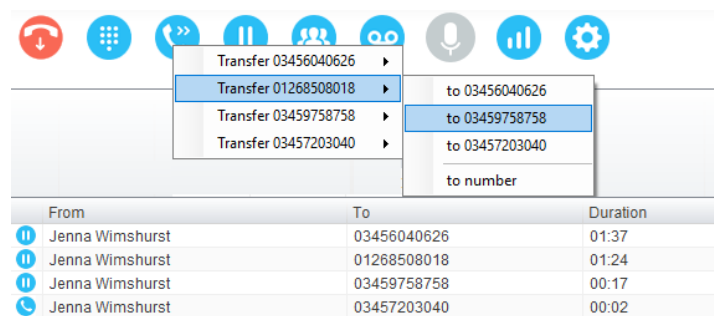 Transfer 03456040626
Transfer 01268508018
to 03456040626
Transfer 03459758758
to 03459758758
Transfer 03457203040
to 03457203040
to number
From To Duration
Jenna Wimshurst 03456040626 01:37
Jenna Wimshurst 01268508018 01:24
Jenna Wimshurst 03459758758 00:17
Jenna Wimshurst 03457203040 00:02